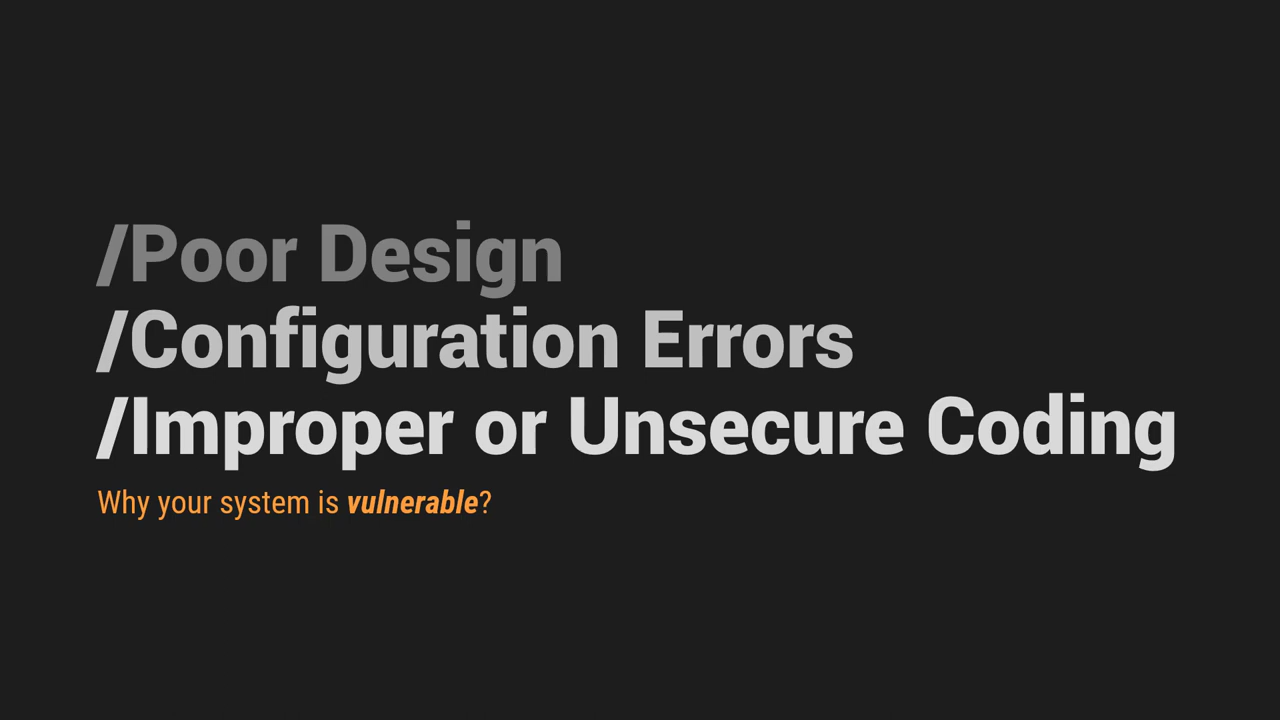 /Poor Design
/Configuration Errors
/Improper or Unsecure Coding
Why your system is vulnerable?